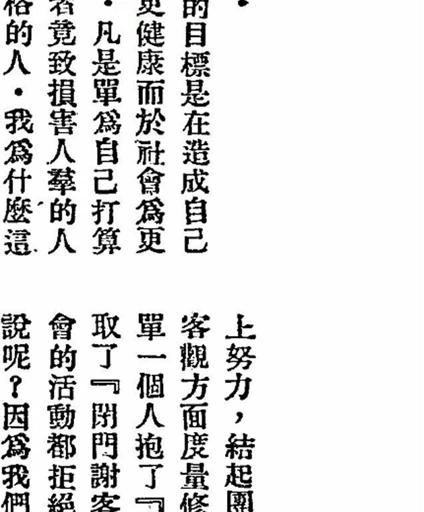 ・
的目標是在造成自己
更健康而於社會爲更
・凡是單爲自己打算
者竟致損害人羣的人
格的人・我爲什麼這
上努力，結起團
客觀方面度量修
單一個人抱了『
取了『閉門謝客
會的活動都拒絕
說呢？因爲我們